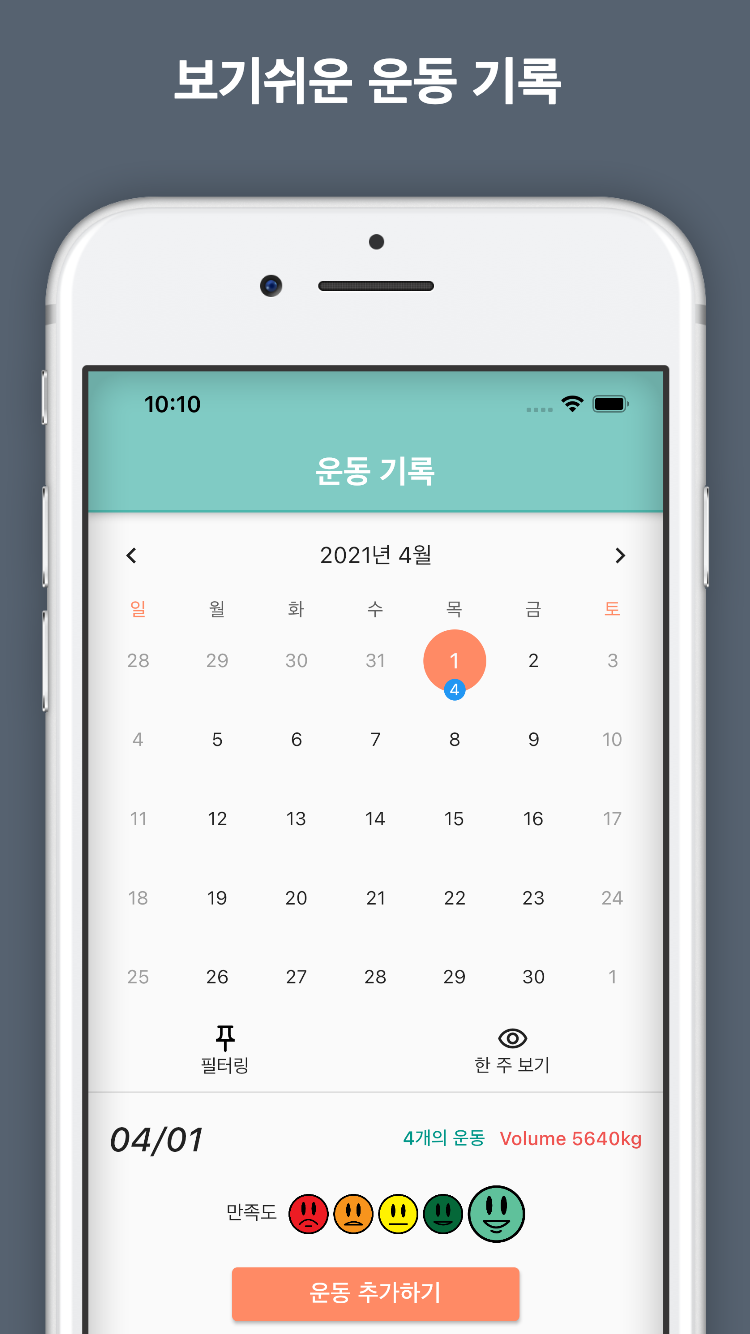 보기쉬운 운동 기록
10:10
운동 기록
2021년 4월
일 월 화 수 목 금 토
28 29 30 31 1 2 3
4
4 5 6 7 8 9 10
11 12 13 14 15 16 17
18 19 20 21 22 23 24
25 26 27 28 29 30 1
필터링 한 주 보기
04/01 4개의 운동 Volume 5640kg
만족도
운동 추가하기